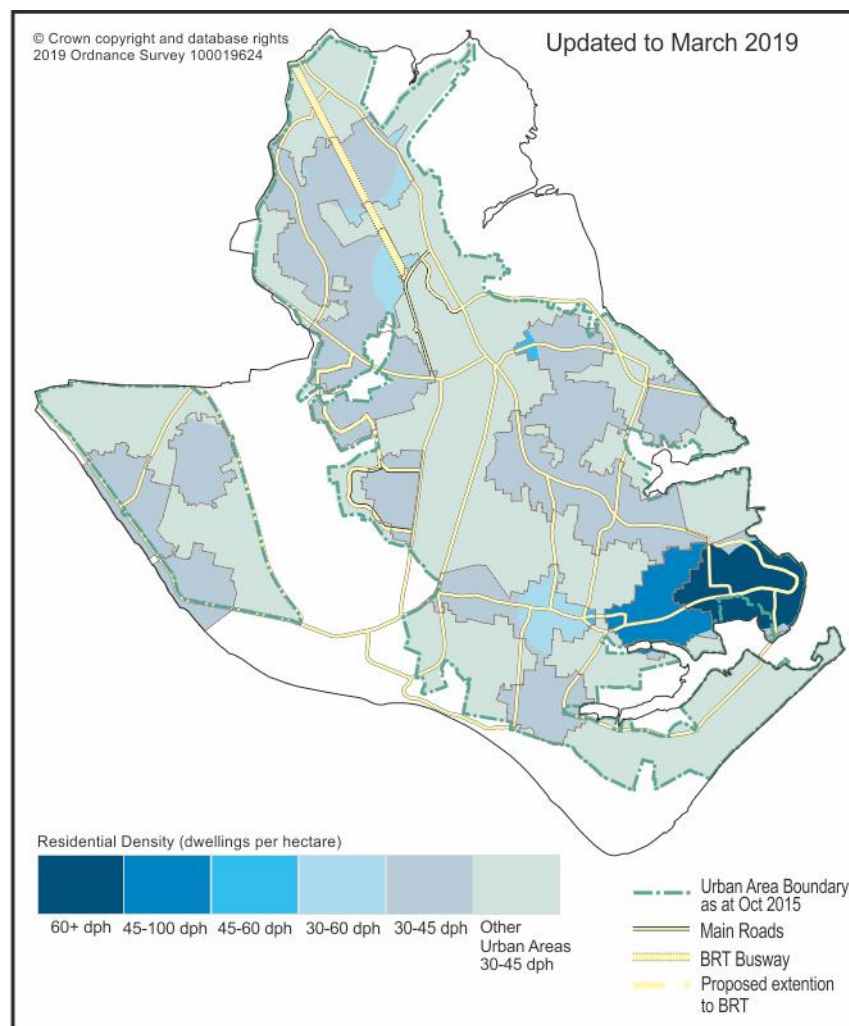 © Crown copyright and database rights
2019 Ordnance Survey 100019624
Updated to March 2019
Residential Density (dwellings per hectare)
60+ dph
45-100 dph
45-60 dph
30-60 dph
30-45 dph
Other
Urban Areas
30-45 dph
Urban Area Boundary
as at Oct 2015
Main Roads
BRT Busway
Proposed extention
to BRT